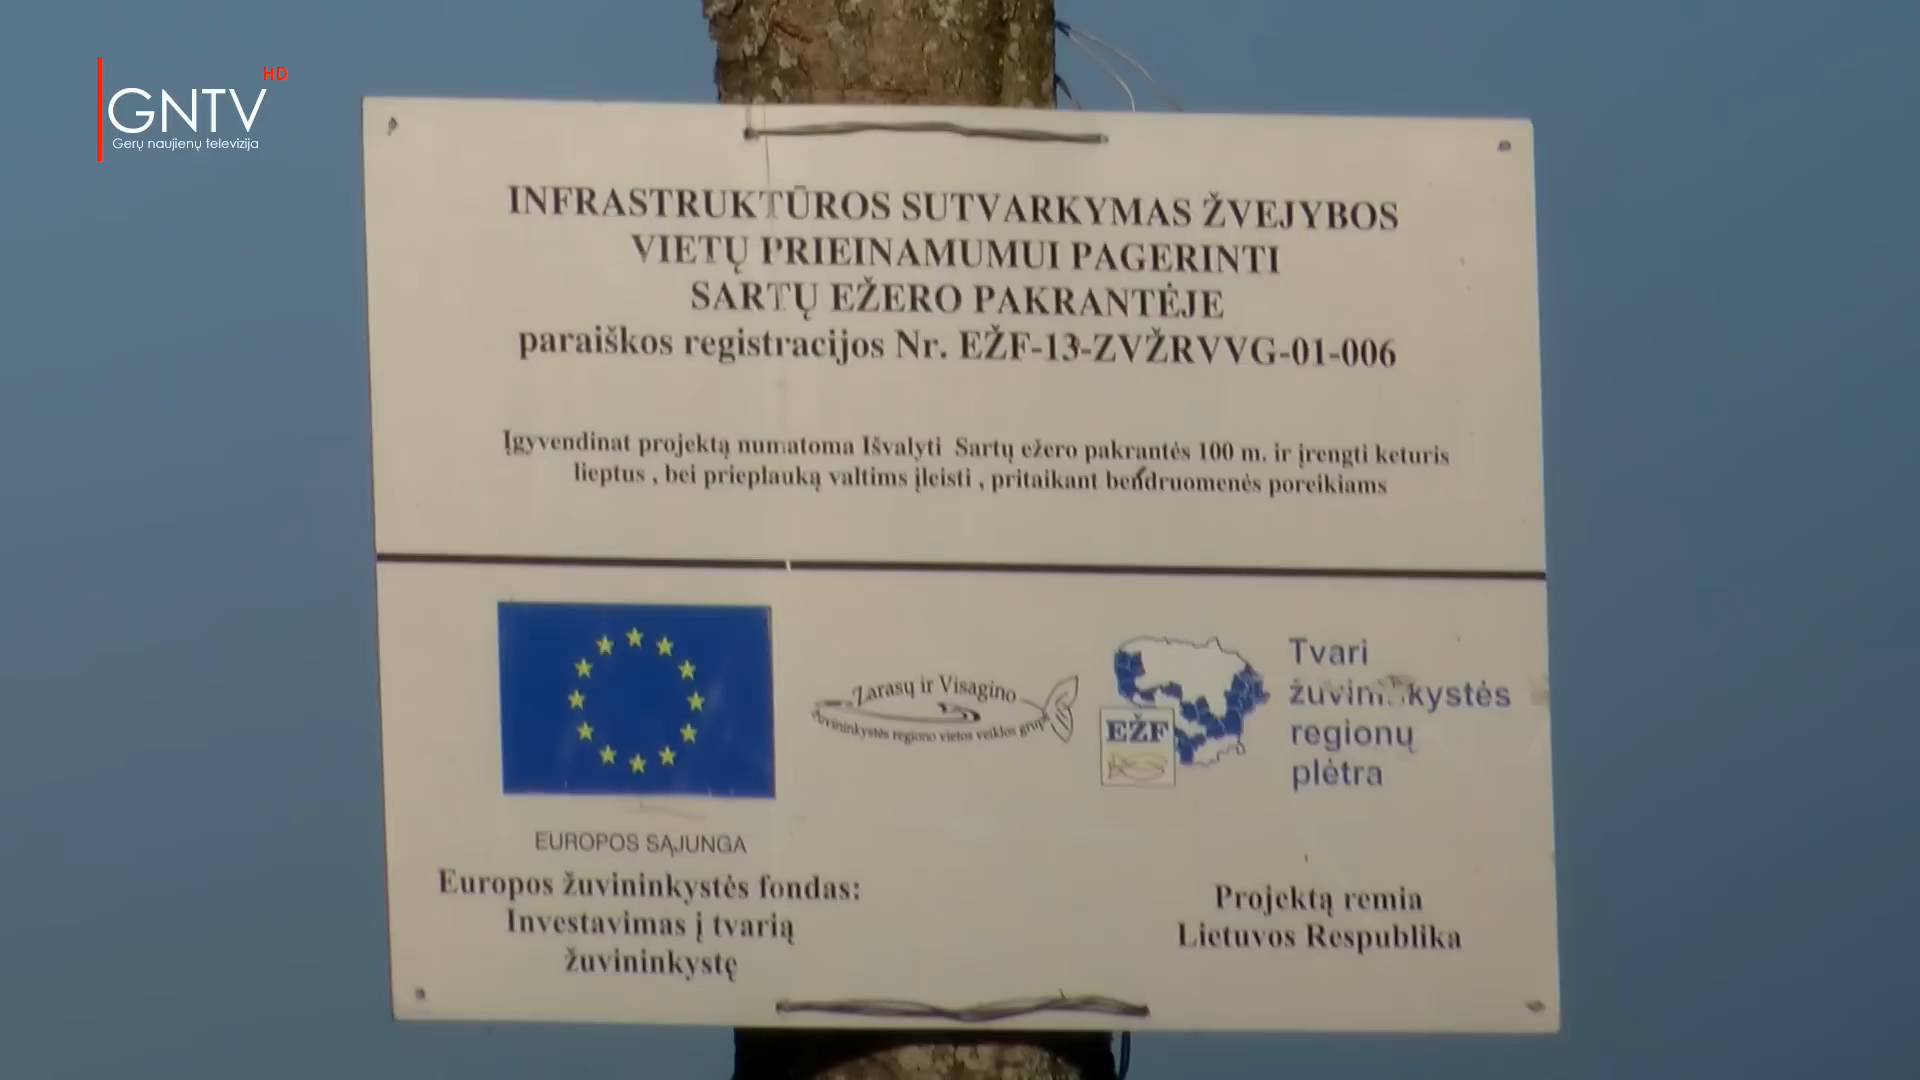 GNTV HD
Gerų naujienų televizija
INFRASTRUKTŪROS SUTVARKYMAS ŽVEJYBOS
VIETŲ PRIEINAMUMUI PAGERINTI
SARTŲ EŽERO PAKRANTĖJE
paraiškos registracijos Nr. EŽF-13-ZVŽRVVG-01-006
Įgyvendinat projektą numatoma Išvalyti Sartų ežero pakrantės 100 m. ir įrengti keturis
lieptus , bei prieplauką valtims įleisti , pritaikant bendruomenės poreikiams
Zarasų ir Visagino
žuvininkystės regiono vietos veiklos grupė
EŽF
Tvari
žuvininkystės
regionų
plėtra
EUROPOS SĄJUNGA
Europos žuvininkystės fondas:
Investavimas į tvarią
žuvininkystę
Projektą remia
Lietuvos Respublika